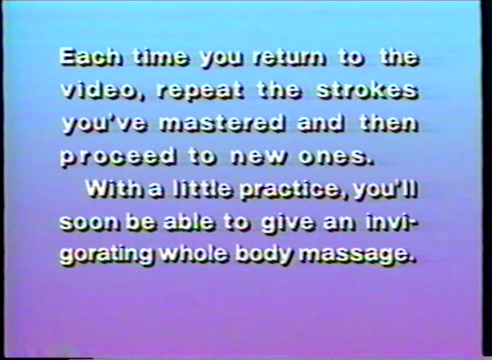 Each time you return to the
video, repeat the strokes
you've mastered and then
proceed to new ones.
With a little practice, you'll
soon be able to give an invi-
gorating whole body massage.